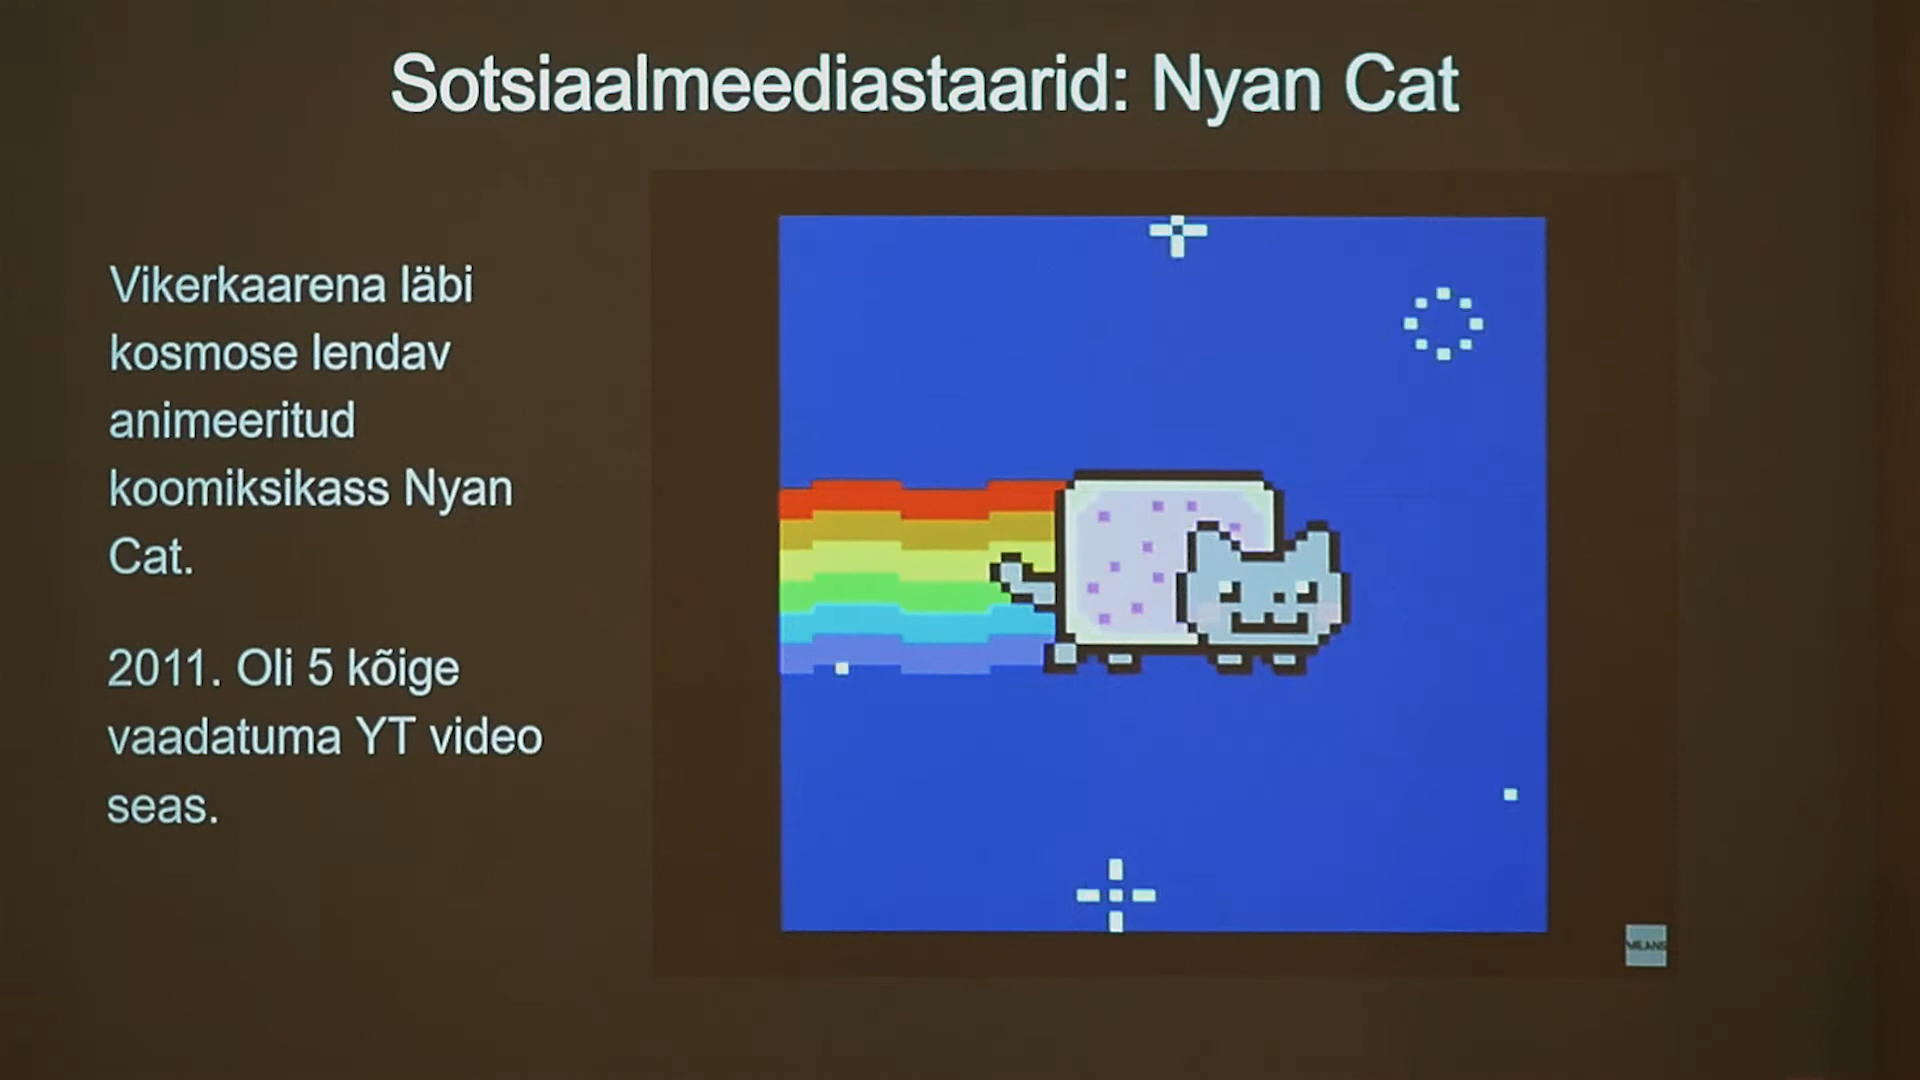 Sotsiaalmeediastaarid: Nyan Cat
Vikerkaarena läbi
kosmose lendav
animeeritud
koomiksikass Nyan
Cat.
2011. Oli 5 kõige
vaadatuma YT video
seas.